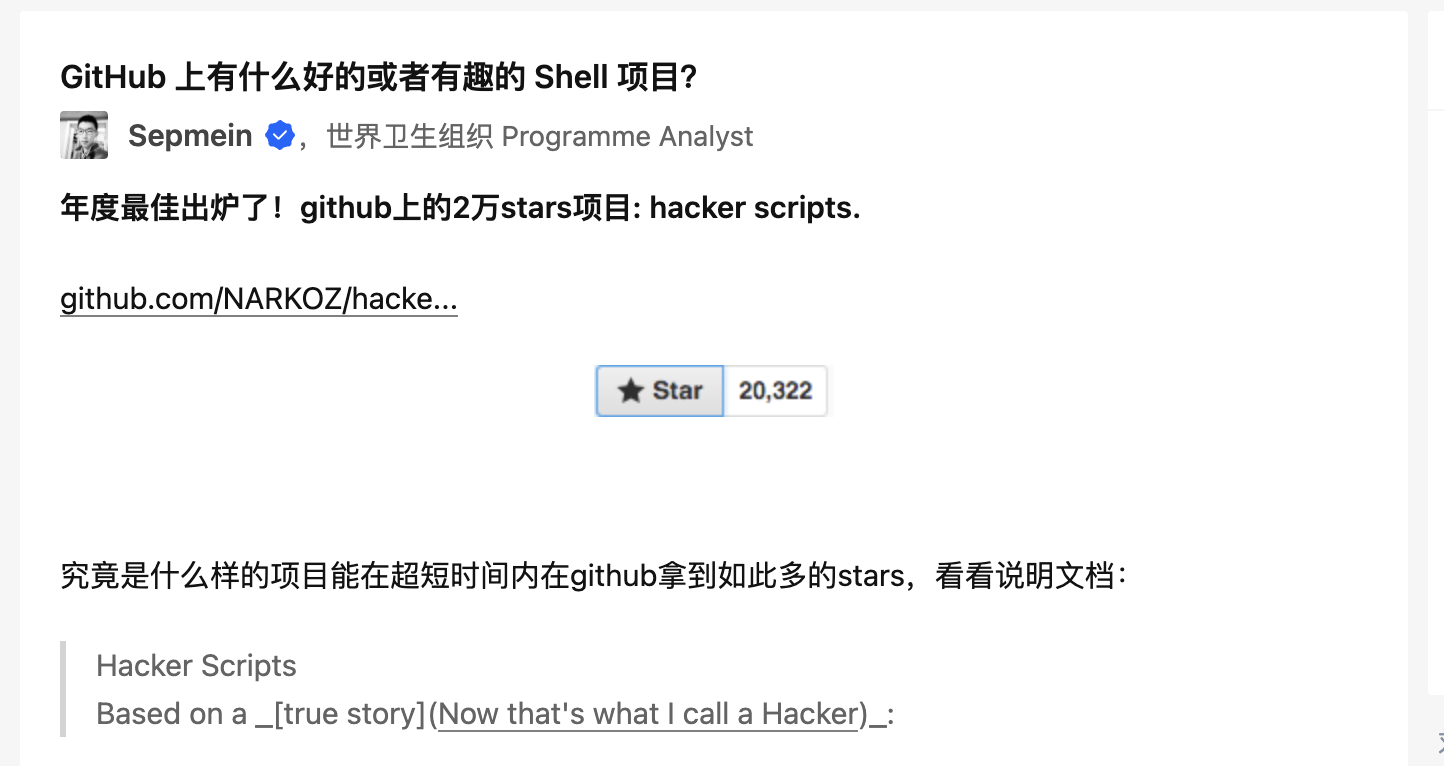 GitHub 上有什么好的或者有趣的 Shell 项目?
Sepmein ，世界卫生组织 Programme Analyst
年度最佳出炉了！github上的2万stars项目: hacker scripts.
github.com/NARKOZ/hacke...
Star 20,322
究竟是什么样的项目能在超短时间内在github拿到如此多的stars，看看说明文档：
Hacker Scripts
Based on a _[true story](Now that's what I call a Hacker)_: